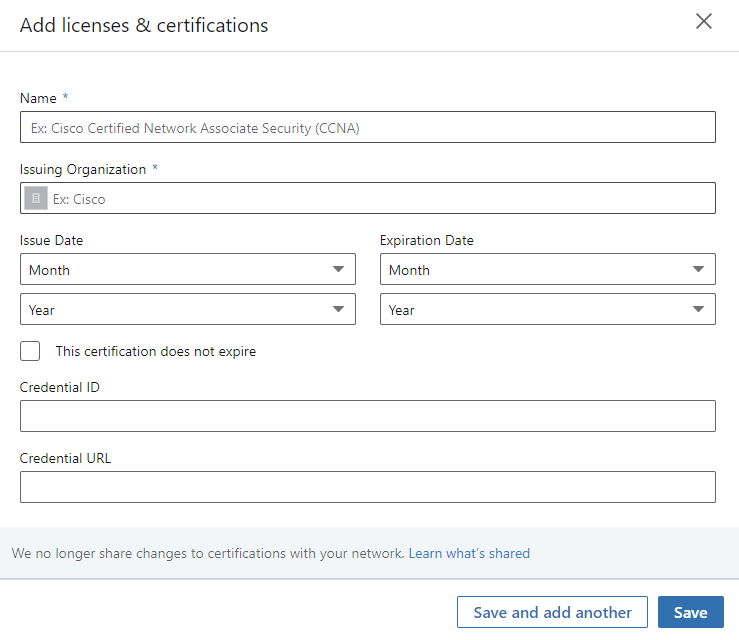 Add licenses & certifications
Name *
Ex: Cisco Certified Network Associate Security (CCNA)
Issuing Organization *
Ex: Cisco
Issue Date
Expiration Date
Month
Month
Year
Year
This certification does not expire
Credential ID
Credential URL
We no longer share changes to certifications with your network. Learn what's shared
Save and add another
Save